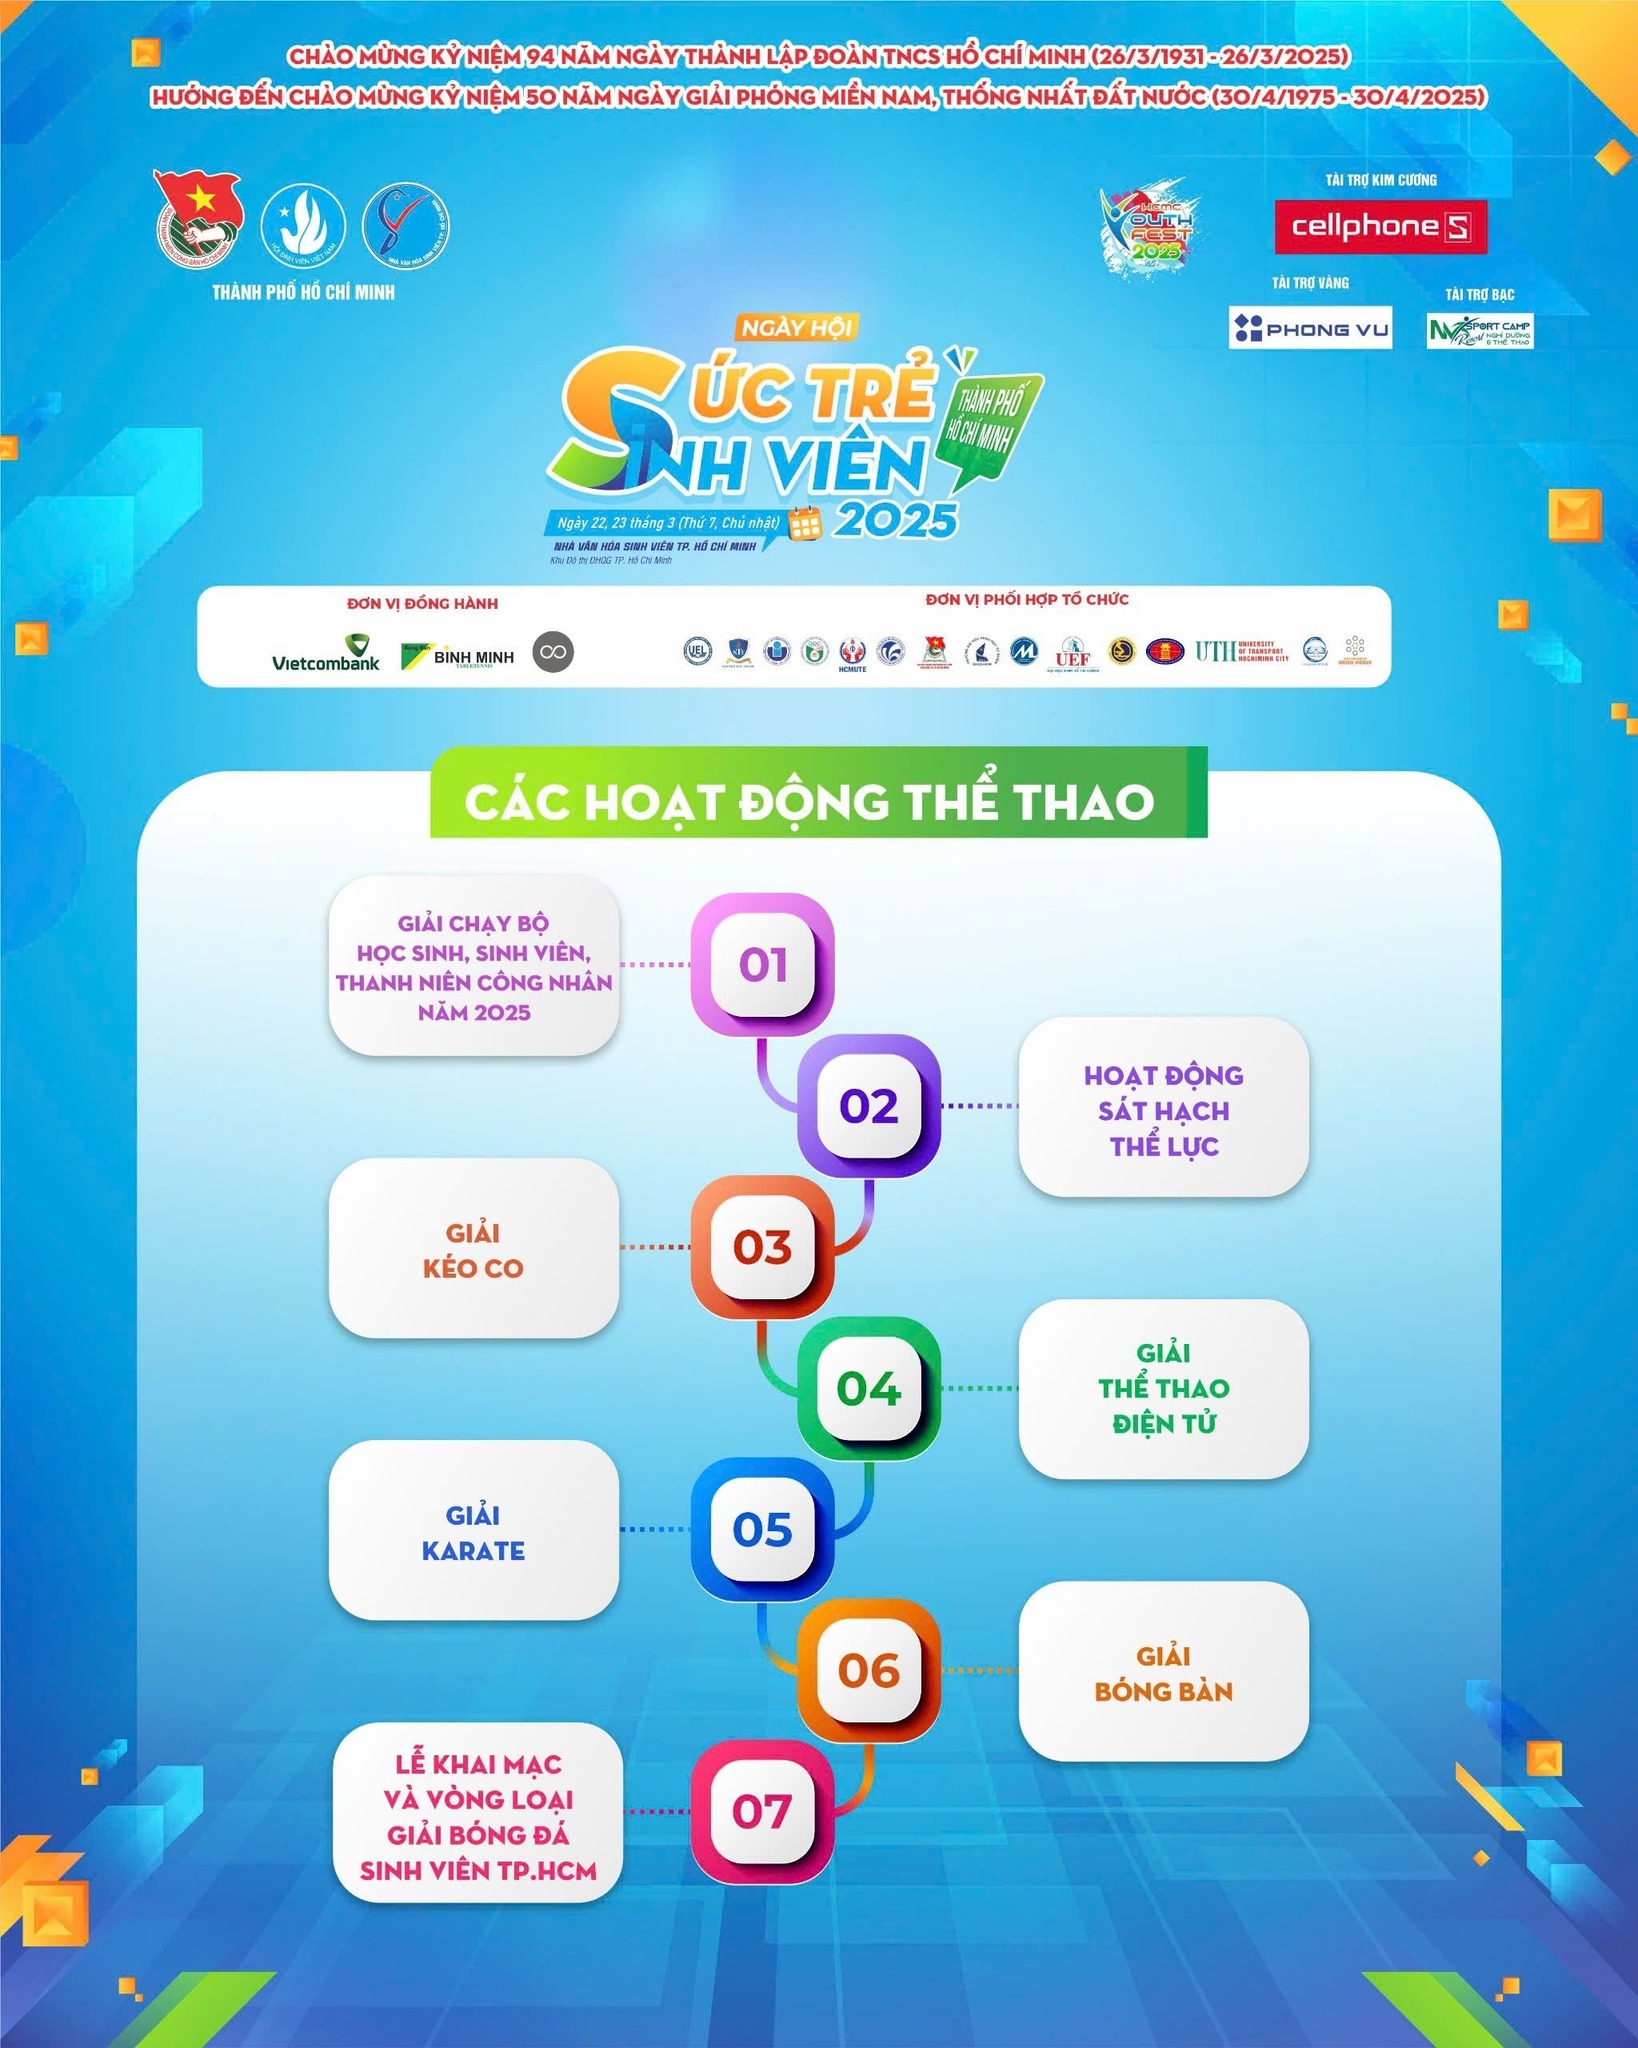 CHÀO MỪNG KỶ NIỆM 94 NĂM NGÀY THÀNH LẬP ĐOÀN TNCS HỒ CHÍ MINH (26/3/1931 - 26/3/2025)
HƯỚNG ĐẾN CHÀO MỪNG KỶ NIỆM 50 NĂM NGÀY GIẢI PHÓNG MIỀN NAM, THỐNG NHẤT ĐẤT NƯỚC (30/4/1975 - 30/4/2025)
THÀNH PHỐ HỒ CHÍ MINH
HCMC
YOUTH
FEST
2025
TÀI TRỢ KIM CƯƠNG
cellphoneS
TÀI TRỢ VÀNG
PHONG VU
TÀI TRỢ BẠC
SPORT CAMP
Resort NGHỈ DƯỠNG
& THỂ THAO
NGÀY HỘI
SỨC TRẺ
SINH VIÊN
2025
THÀNH PHỐ
HỒ CHÍ MINH
Ngày 22, 23 tháng 3 (Thứ 7, Chủ nhật)
NHÀ VĂN HÓA SINH VIÊN TP. HỒ CHÍ MINH
Khu Đô thị ĐHQG TP. Hồ Chí Minh
ĐƠN VỊ ĐỒNG HÀNH
Vietcombank
Bóng Bàn
BÌNH MINH
TABLETENNIS
ĐƠN VỊ PHỐI HỢP TỔ CHỨC
UEL
HCMUTE
UEF
UTH UNIVERSITY
OF TRANSPORT
HOCHIMINH CITY
CÁC HOẠT ĐỘNG THỂ THAO
01
GIẢI CHẠY BỘ
HỌC SINH, SINH VIÊN,
THANH NIÊN CÔNG NHÂN
NĂM 2025
02
HOẠT ĐỘNG
SÁT HẠCH
THỂ LỰC
03
GIẢI
KÉO CO
04
GIẢI
THỂ THAO
ĐIỆN TỬ
05
GIẢI
KARATE
06
GIẢI
BÓNG BÀN
07
LỄ KHAI MẠC
VÀ VÒNG LOẠI
GIẢI BÓNG ĐÁ
SINH VIÊN TP.HCM